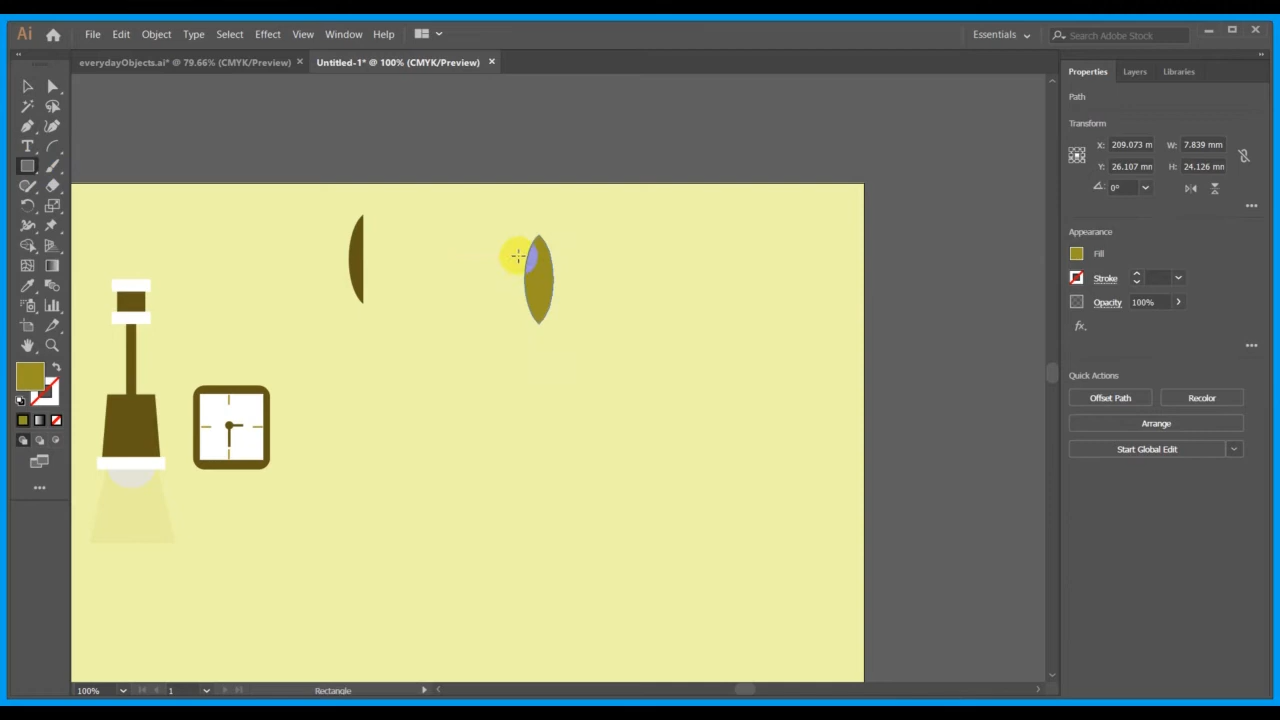 Ai File Edit Object Type Select Effect View Window Help Essentials Search Adobe Stock
everydayObjects.ai* @ 79.66% (CMYK/Preview) × Untitled-1* @ 100% (CMYK/Preview) ×
Properties Layers Libraries
Path
Transform
X: 209.073 m W: 7.839 mm
Y: 26.107 mm H: 24.126 mm
0°
Appearance
Fill
Stroke
Opacity 100%
fx.
Quick Actions
Offset Path Recolor
Arrange
Start Global Edit
100% 1 Rectangle